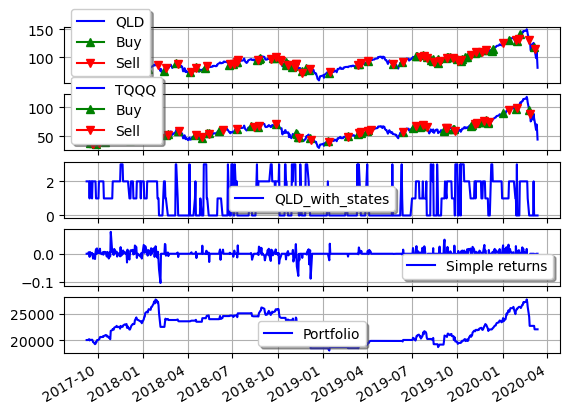 150
100
QLD
Buy
Sell
100
50
TQQQ
Buy
Sell
2
0
QLD_with_states
0.0
−0.1
Simple returns
25000
20000
Portfolio
2017-10
2018-01
2018-04
2018-07
2018-10
2019-01
2019-04
2019-07
2019-10
2020-01
2020-04